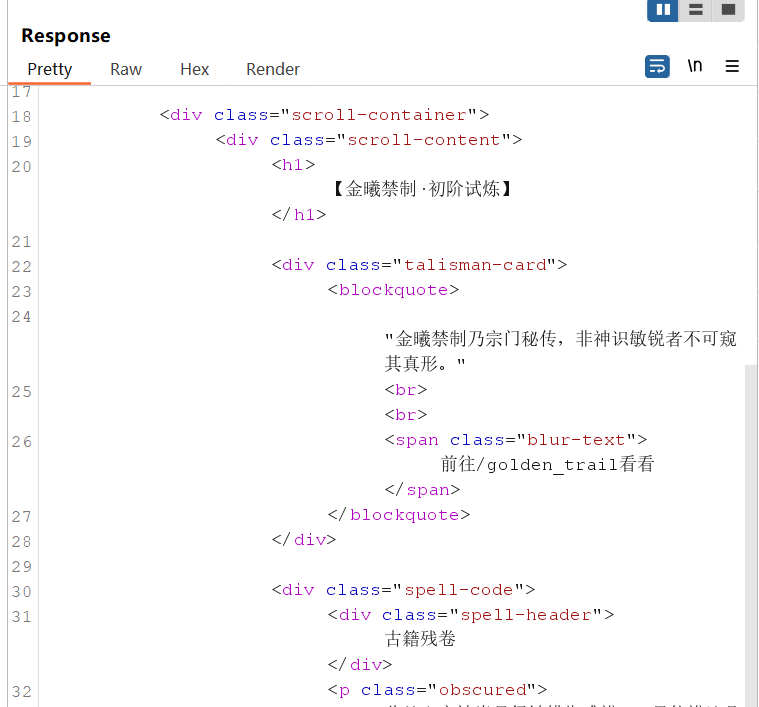 Response
Pretty Raw Hex Render \n
17
18 <div class="scroll-container">
19 <div class="scroll-content">
20 <h1>
【金曦禁制·初阶试炼】
</h1>
21
22 <div class="talisman-card">
23 <blockquote>
24
"金曦禁制乃宗门秘传，非神识敏锐者不可窥
其真形。"
25 <br>
<br>
26 <span class="blur-text">
前往/golden_trail看看
</span>
27 </blockquote>
28 </div>
29
30 <div class="spell-code">
31 <div class="spell-header">
古籍残卷
</div>
32 <p class="obscured">